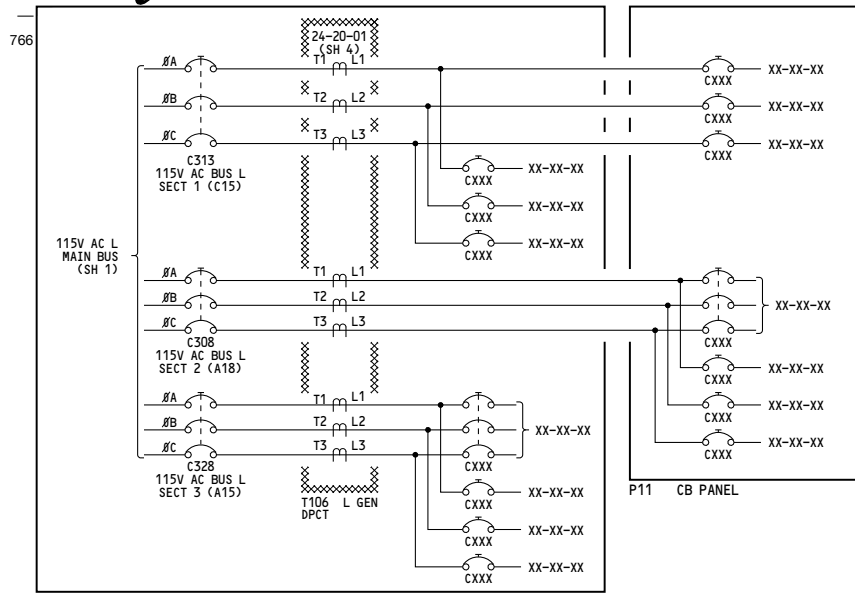 766
24-20-01
(SH 4)
ØA T1 L1 CXXX XX-XX-XX
ØB T2 L2 CXXX XX-XX-XX
ØC T3 L3 CXXX XX-XX-XX
C313
115V AC BUS L
SECT 1 (C15)
CXXX XX-XX-XX
CXXX XX-XX-XX
CXXX XX-XX-XX
115V AC L
MAIN BUS
(SH 1)
ØA T1 L1
ØB T2 L2 XX-XX-XX
ØC T3 L3 CXXX
C308
115V AC BUS L
SECT 2 (A18)
CXXX XX-XX-XX
CXXX XX-XX-XX
CXXX XX-XX-XX
ØA T1 L1
ØB T2 L2 XX-XX-XX
ØC T3 L3 CXXX
C328
115V AC BUS L
SECT 3 (A15)
CXXX XX-XX-XX
CXXX XX-XX-XX
CXXX XX-XX-XX
T106 L GEN
DPCT
P11 CB PANEL